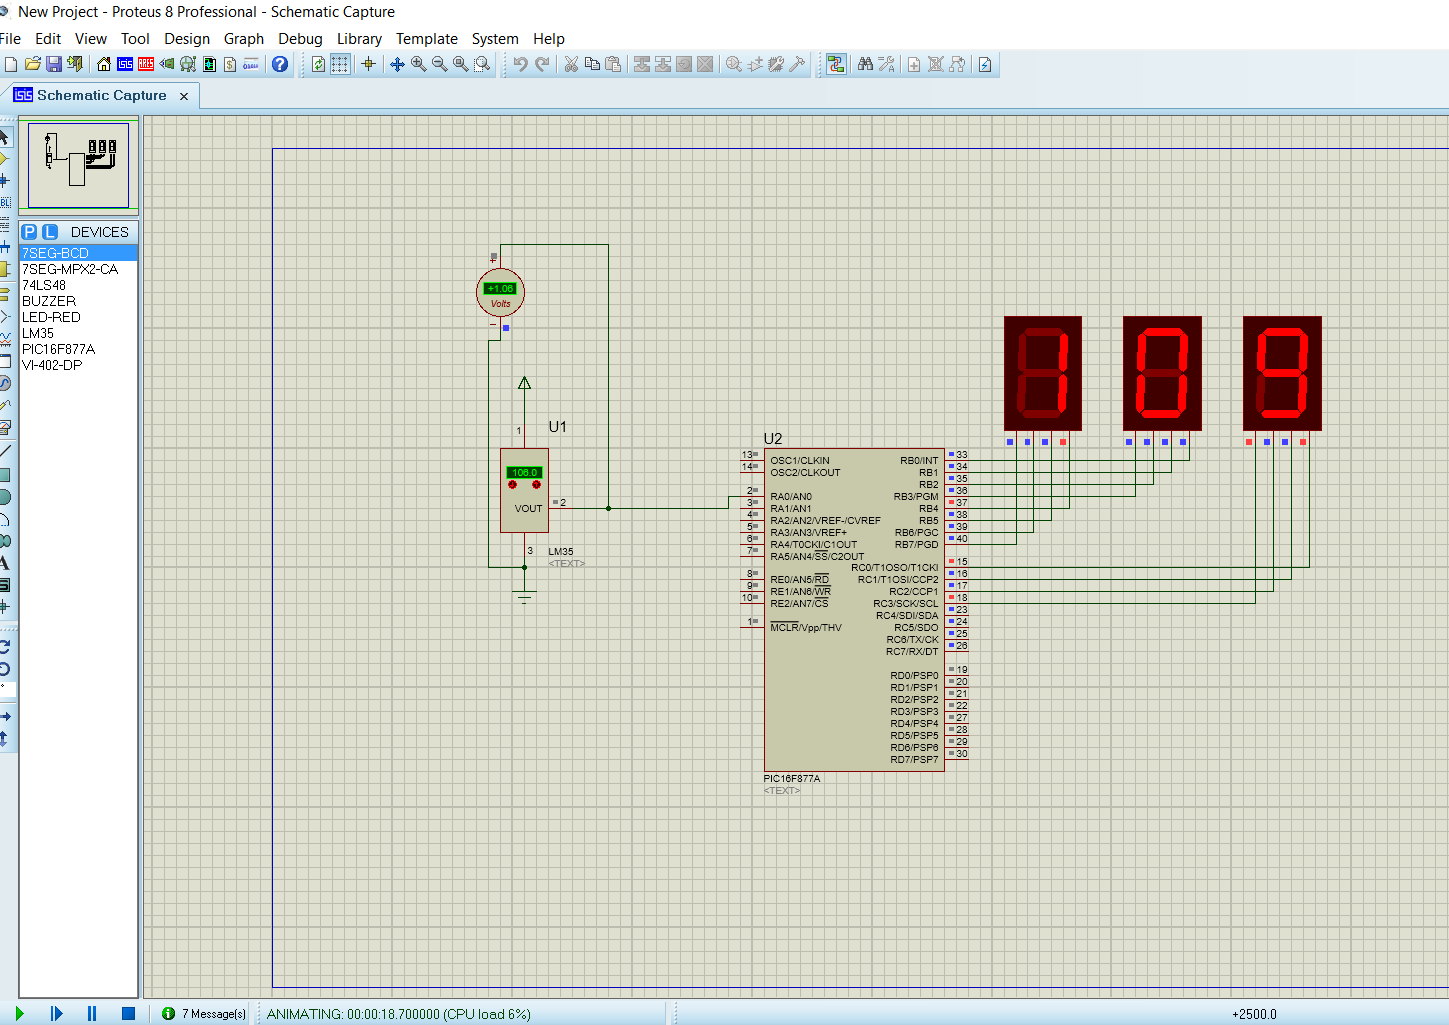 New Project - Proteus 8 Professional - Schematic Capture
File Edit View Tool Design Graph Debug Library Template System Help
Schematic Capture
P L DEVICES
7SEG-BCD
7SEG-MPX2-CA
74LS48
BUZZER
LED-RED
LM35
PIC16F877A
VI-402-DP
+
+1.06
Volts
−
U1
1
106.0
VOUT
2
3
LM35
<TEXT>
U2
13 OSC1/CLKIN
14 OSC2/CLKOUT
2 RA0/AN0
3 RA1/AN1
4 RA2/AN2/VREF-/CVREF
5 RA3/AN3/VREF+
6 RA4/T0CKI/C1OUT
7 RA5/AN4/SS/C2OUT
8 RE0/AN5/RD
9 RE1/AN6/WR
10 RE2/AN7/CS
1 MCLR/Vpp/THV
RB0/INT 33
RB1 34
RB2 35
RB3/PGM 36
RB4 37
RB5 38
RB6/PGC 39
RB7/PGD 40
RC0/T1OSO/T1CKI 15
RC1/T1OSI/CCP2 16
RC2/CCP1 17
RC3/SCK/SCL 18
RC4/SDI/SDA 23
RC5/SDO 24
RC6/TX/CK 25
RC7/RX/DT 26
RD0/PSP0 19
RD1/PSP1 20
RD2/PSP2 21
RD3/PSP3 22
RD4/PSP4 27
RD5/PSP5 28
RD6/PSP6 29
RD7/PSP7 30
PIC16F877A
<TEXT>
1 0 9
7 Message(s) ANIMATING: 00:00:18.700000 (CPU load 6%) +2500.0